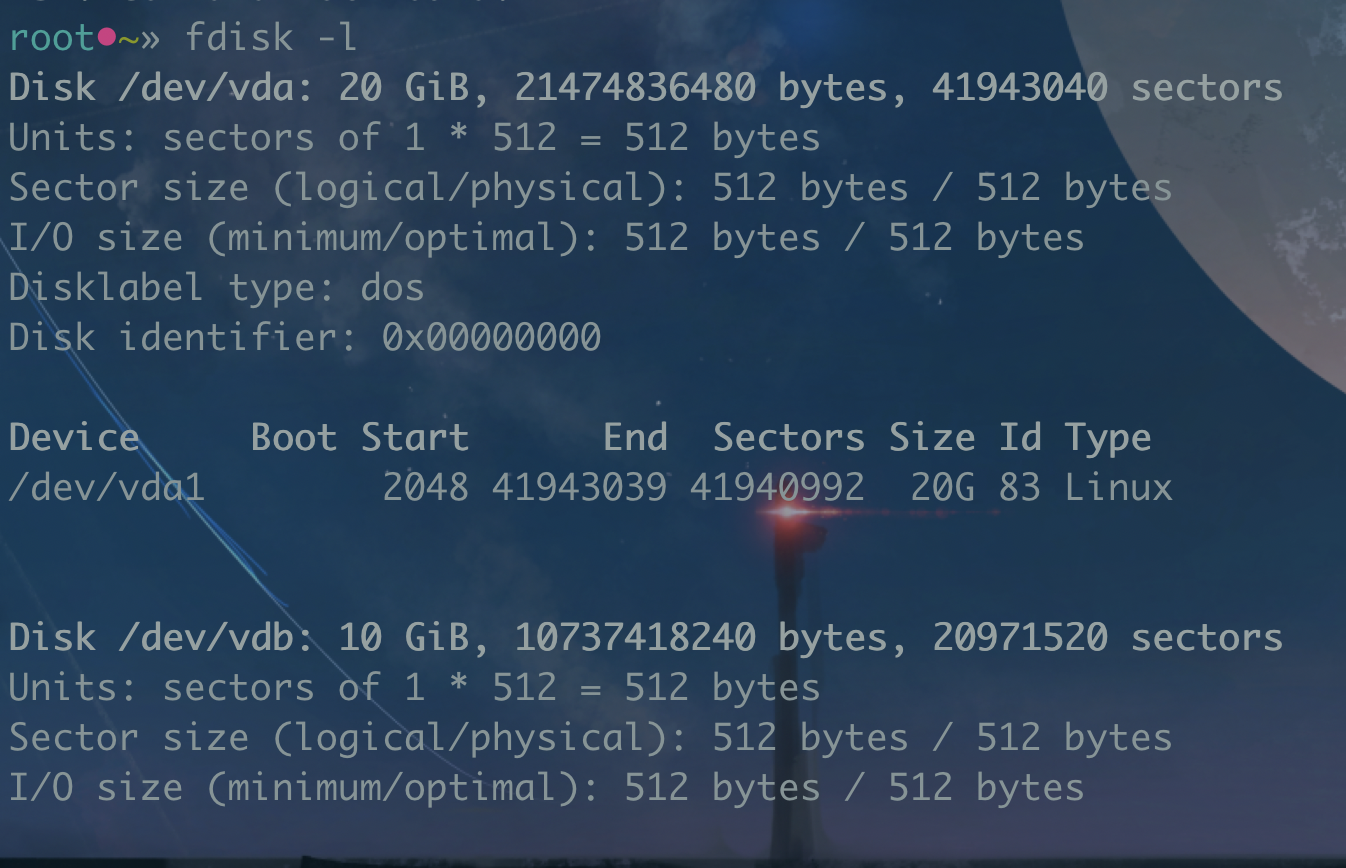 root●~» fdisk -l
Disk /dev/vda: 20 GiB, 21474836480 bytes, 41943040 sectors
Units: sectors of 1 * 512 = 512 bytes
Sector size (logical/physical): 512 bytes / 512 bytes
I/O size (minimum/optimal): 512 bytes / 512 bytes
Disklabel type: dos
Disk identifier: 0x00000000
Device     Boot Start      End  Sectors Size Id Type
/dev/vda1        2048 41943039 41940992  20G 83 Linux
Disk /dev/vdb: 10 GiB, 10737418240 bytes, 20971520 sectors
Units: sectors of 1 * 512 = 512 bytes
Sector size (logical/physical): 512 bytes / 512 bytes
I/O size (minimum/optimal): 512 bytes / 512 bytes